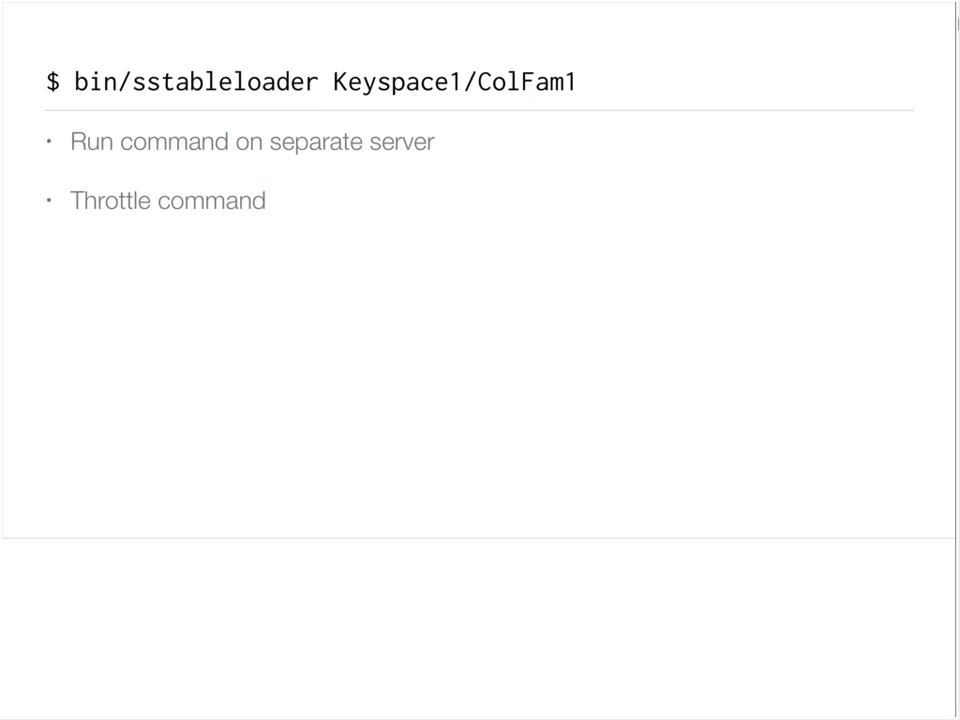 $ bin/sstableloader Keyspace1/ColFam1
• Run command on separate server
• Throttle command